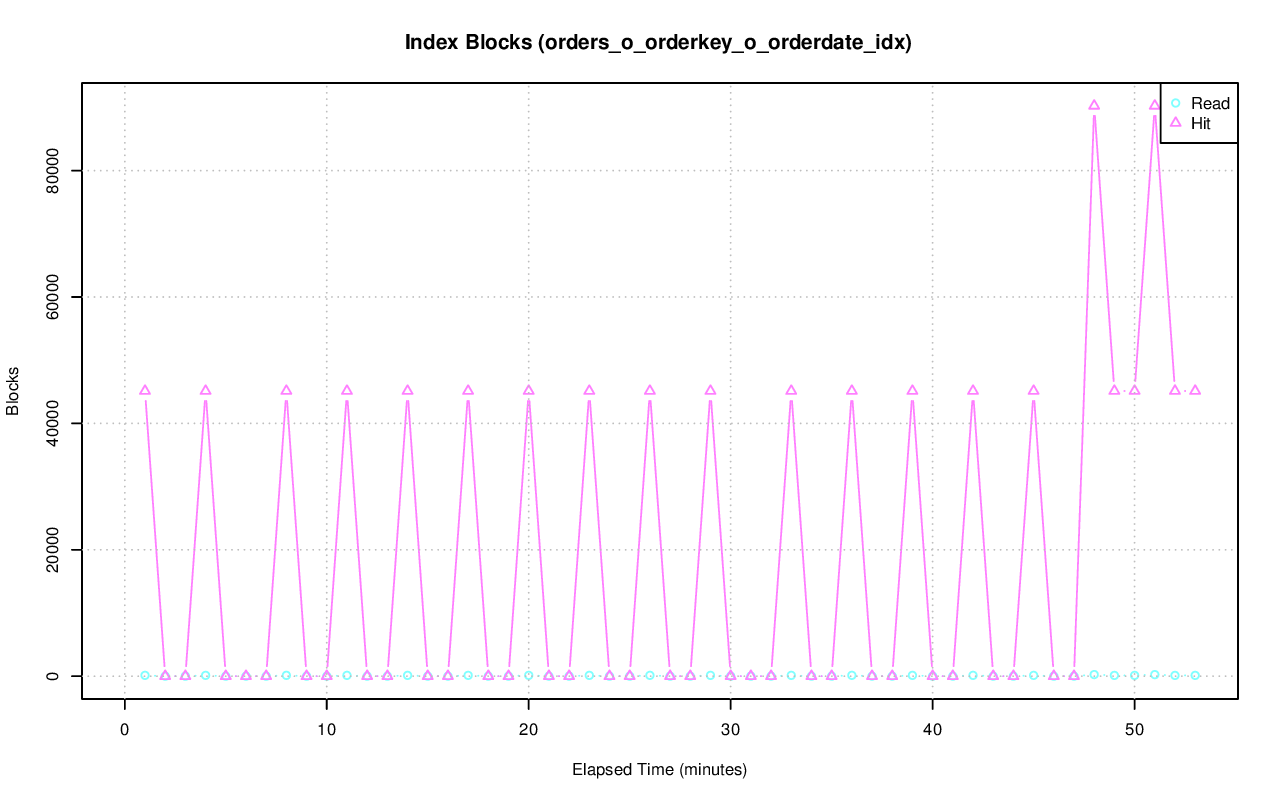 Index Blocks (orders_o_orderkey_o_orderdate_idx)
Read
Hit
Blocks
80000
60000
40000
20000
0
0 10 20 30 40 50
Elapsed Time (minutes)